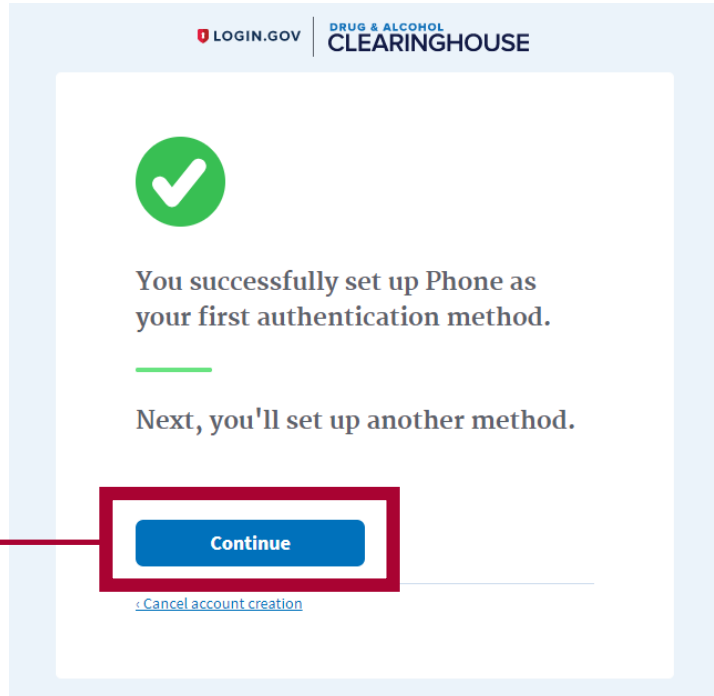 LOGIN.GOV
DRUG & ALCOHOL
CLEARINGHOUSE
You successfully set up Phone as
your first authentication method.
Next, you'll set up another method.
Continue
‹ Cancel account creation